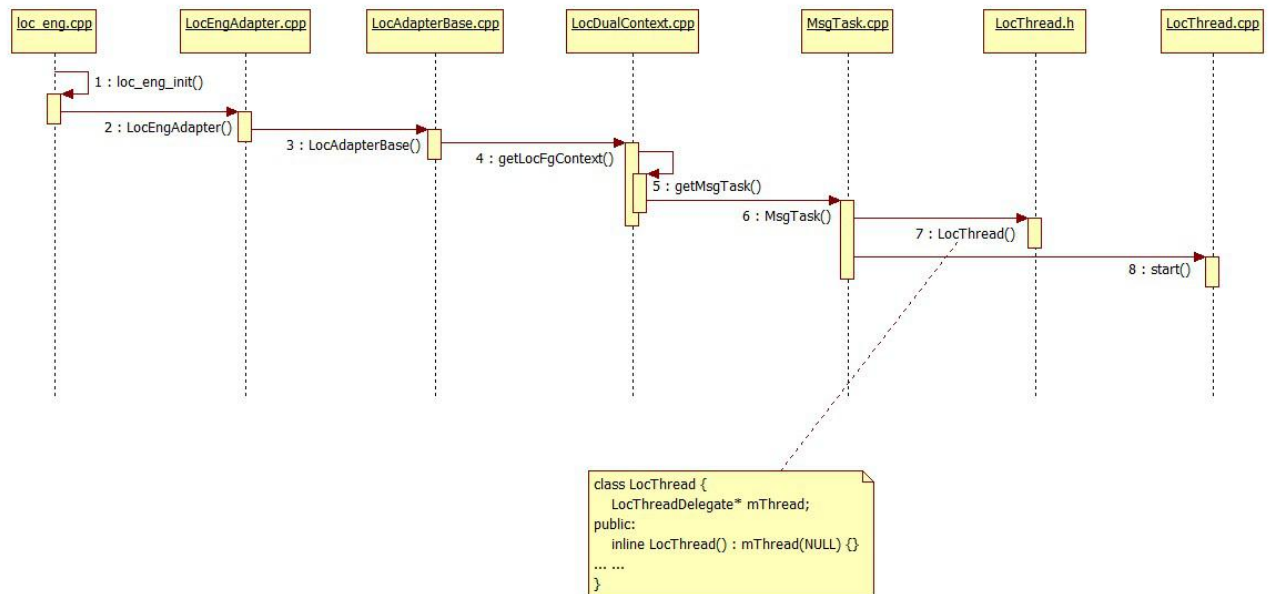 loc_eng.cpp
LocEngAdapter.cpp
LocAdapterBase.cpp
LocDualContext.cpp
MsgTask.cpp
LocThread.h
LocThread.cpp
1 : loc_eng_init()
2 : LocEngAdapter()
3 : LocAdapterBase()
4 : getLocFgContext()
5 : getMsgTask()
6 : MsgTask()
7 : LocThread()
8 : start()
class LocThread {
LocThreadDelegate* mThread;
public:
inline LocThread() : mThread(NULL) {}
... ...
}